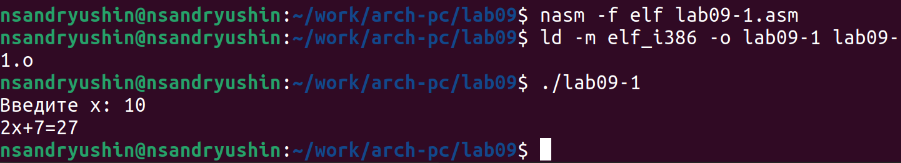 nsandryushin@nsandryushin:~/work/arch-pc/lab09$ nasm -f elf lab09-1.asm
nsandryushin@nsandryushin:~/work/arch-pc/lab09$ ld -m elf_i386 -o lab09-1 lab09-
1.o
nsandryushin@nsandryushin:~/work/arch-pc/lab09$ ./lab09-1
Введите x: 10
2x+7=27
nsandryushin@nsandryushin:~/work/arch-pc/lab09$